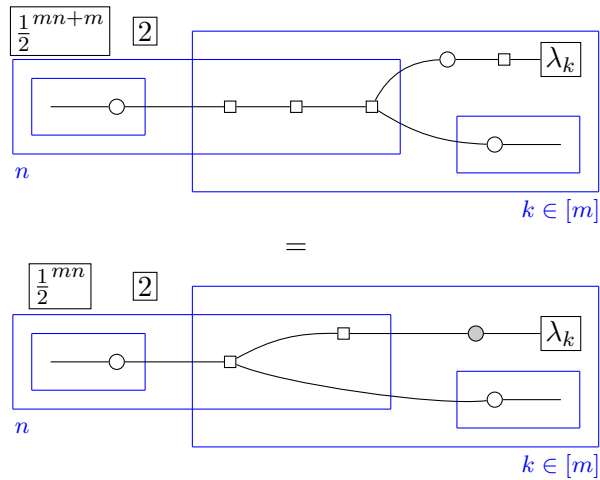 ½^{mn+m} 2
λ_k
n
k ∈ [m]
=
½^{mn} 2
λ_k
n
k ∈ [m]